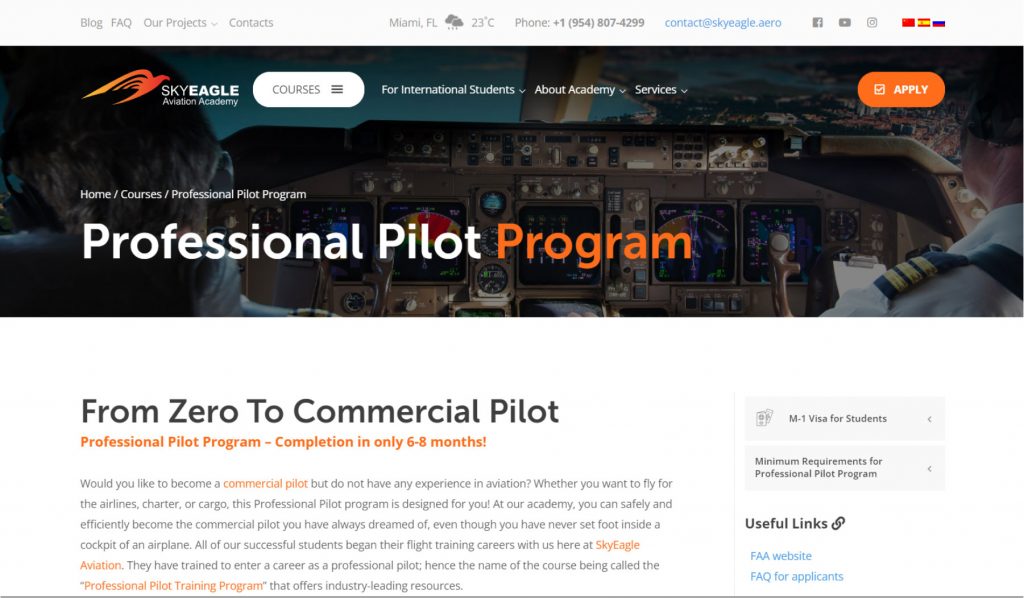 Blog FAQ Our Projects Contacts Miami, FL 23°C Phone: +1 (954) 807-4299 contact@skyeagle.aero
SKYEAGLE
Aviation Academy
COURSES For International Students About Academy Services APPLY
Home / Courses / Professional Pilot Program
Professional Pilot Program
From Zero To Commercial Pilot
Professional Pilot Program – Completion in only 6-8 months!
Would you like to become a commercial pilot but do not have any experience in aviation? Whether you want to fly for
the airlines, charter, or cargo, this Professional Pilot program is designed for you! At our academy, you can safely and
efficiently become the commercial pilot you have always dreamed of, even though you have never set foot inside a
cockpit of an airplane. All of our successful students began their flight training careers with us here at SkyEagle
Aviation. They have trained to enter a career as a professional pilot; hence the name of the course being called the
“Professional Pilot Training Program” that offers industry-leading resources.
M-1 Visa for Students
Minimum Requirements for
Professional Pilot Program
Useful Links
FAA website
FAQ for applicants